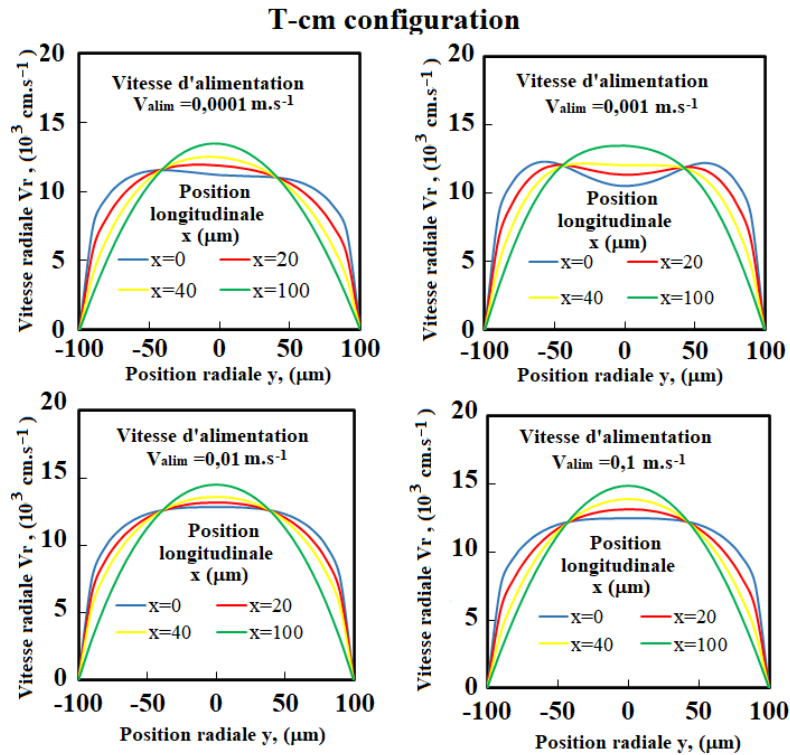 T-cm configuration
20
15
10
5
0
Vitesse radiale Vr , (10³ cm.s⁻¹ )
Vitesse d'alimentation
Vₐₗᵢₘ =0,0001 m.s⁻¹
Position
longitudinale
x (µm)
x=0
x=20
x=40
x=100
-100
-50
0
50
100
Position radiale y, (µm)
20
15
10
5
0
Vitesse radiale Vr , (10³ cm.s⁻¹ )
Vitesse d'alimentation
Vₐₗᵢₘ =0,001 m.s⁻¹
Position
longitudinale
x (µm)
x=0
x=20
x=40
x=100
-100
-50
0
50
100
Position radiale y, (µm)
20
15
10
5
0
Vitesse radiale Vr , (10³ cm.s⁻¹ )
Vitesse d'alimentation
Vₐₗᵢₘ =0,01 m.s⁻¹
Position
longitudinale
x (µm)
x=0
x=20
x=40
x=100
-100
-50
0
50
100
Position radiale y, (µm)
20
15
10
5
0
Vitesse radiale Vr , (10³ cm.s⁻¹ )
Vitesse d'alimentation
Vₐₗᵢₘ =0,1 m.s⁻¹
Position
longitudinale
x (µm)
x=0
x=20
x=40
x=100
-100
-50
0
50
100
Position radiale y, (µm)